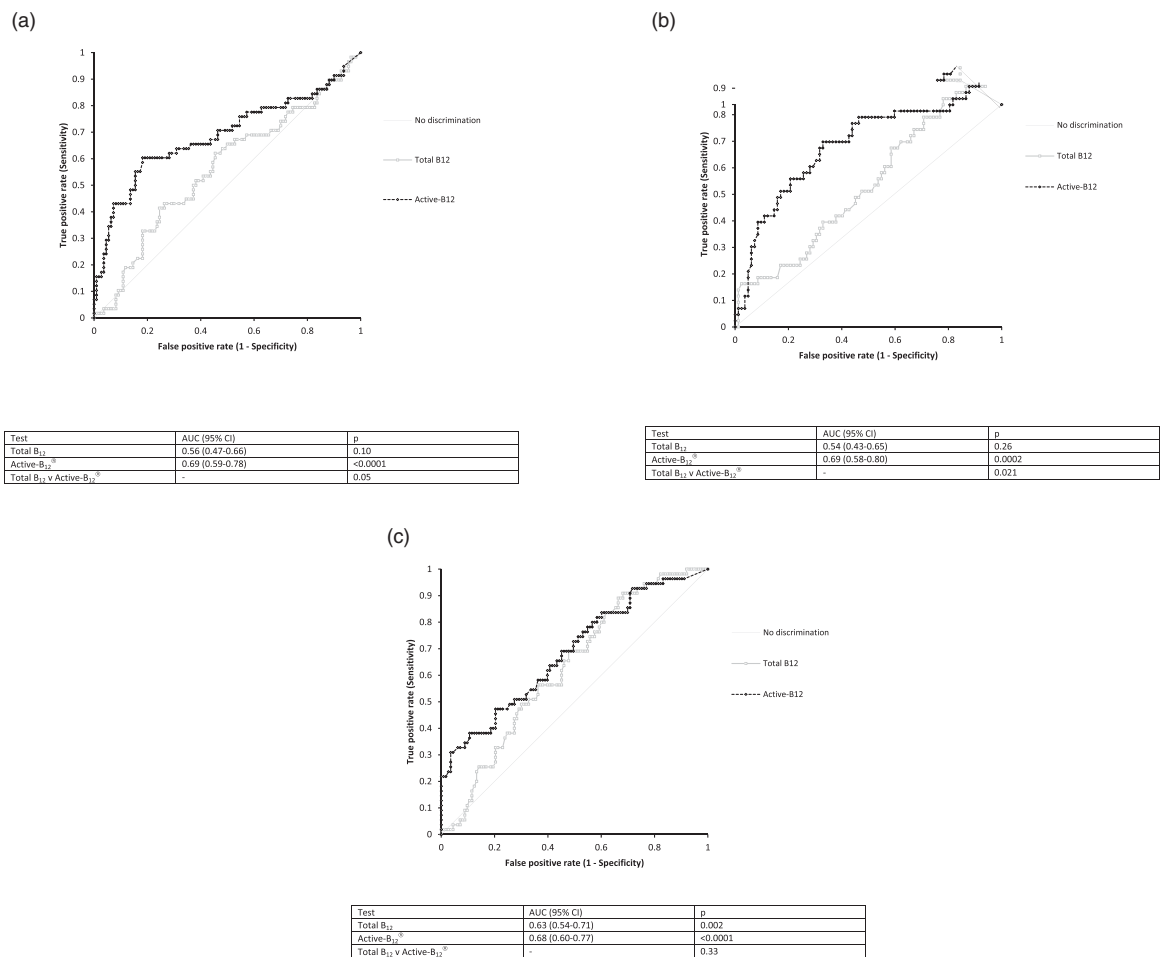 (a)
1
0.9
0.8
0.7
0.6
0.5
0.4
0.3
0.2
0.1
0
True positive rate (Sensitivity)
0 0.2 0.4 0.6 0.8 1
False positive rate (1 - Specificity)
No discrimination
Total B12
Active-B12
Test AUC (95% CI) p
Total B12 0.56 (0.47-0.66) 0.10
Active-B12® 0.69 (0.59-0.78) <0.0001
Total B12 v Active-B12® - 0.05
(b)
0.9
1
0.8
0.7
0.6
0.5
0.4
0.3
0.2
0.1
0
True positive rate (Sensitivity)
0 0.2 0.4 0.6 0.8 1
False positive rate (1 - Specificity)
No discrimination
Total B12
Active-B12
Test AUC (95% CI) p
Total B12 0.54 (0.43-0.65) 0.26
Active-B12® 0.69 (0.58-0.80) 0.0002
Total B12 v Active-B12® - 0.021
(c)
1
0.9
0.8
0.7
0.6
0.5
0.4
0.3
0.2
0.1
0
True positive rate (Sensitivity)
0 0.2 0.4 0.6 0.8 1
False positive rate (1 - Specificity)
No discrimination
Total B12
Active-B12
Test AUC (95% CI) p
Total B12 0.63 (0.54-0.71) 0.002
Active-B12® 0.68 (0.60-0.77) <0.0001
Total B12 v Active-B12® - 0.33